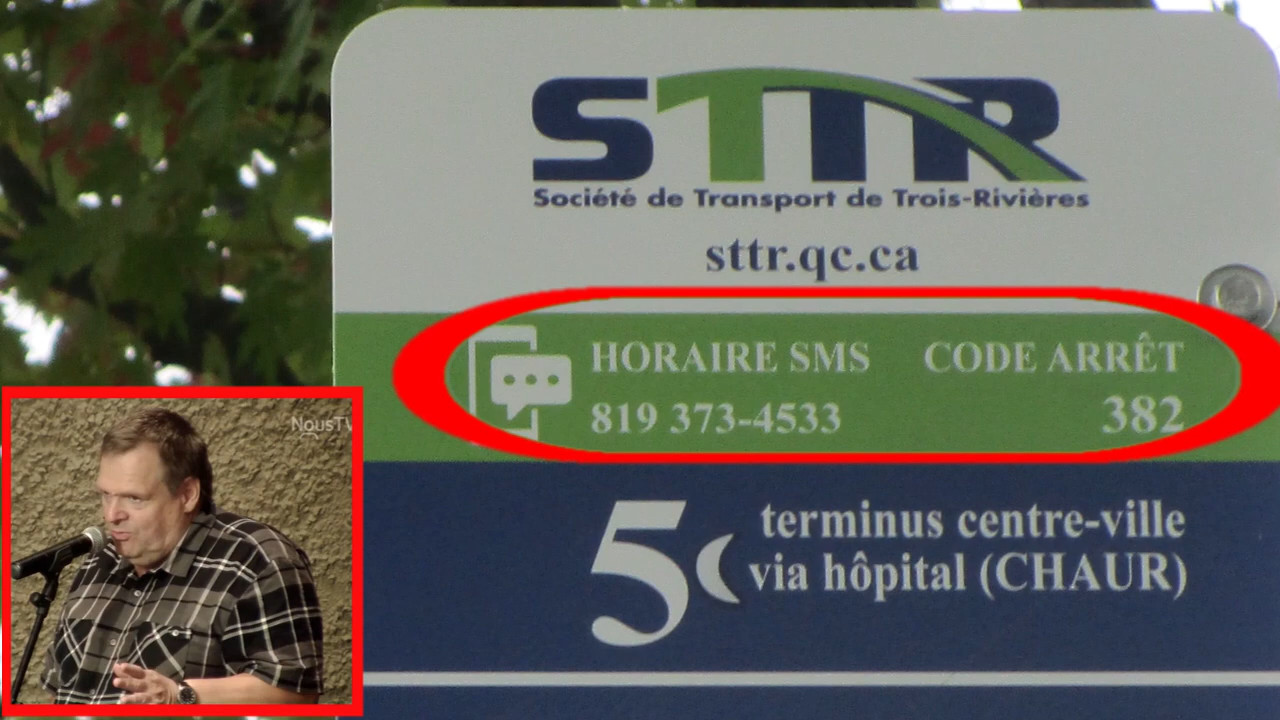 STTR
Société de Transport de Trois-Rivières
sttr.qc.ca
HORAIRE SMS CODE ARRÊT
819 373-4533 382
5 terminus centre-ville
via hôpital (CHAUR)
NousTV